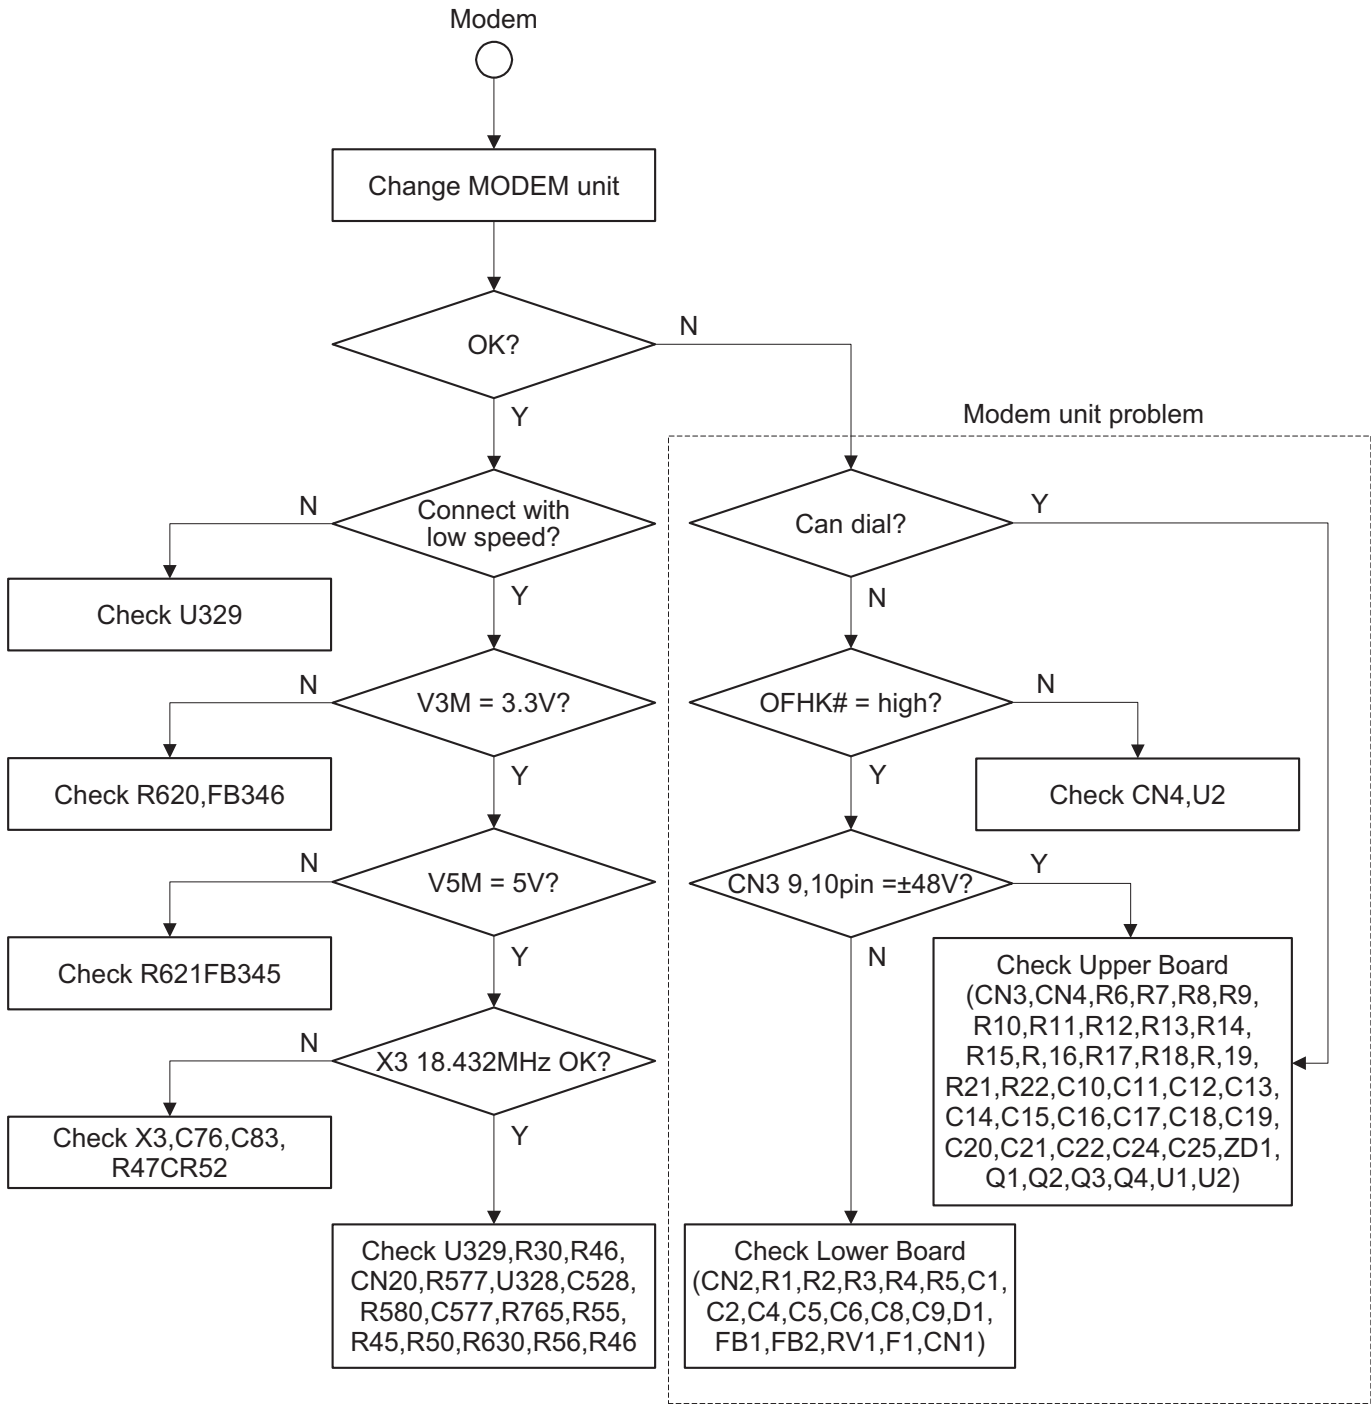 Modem
Change MODEM unit
OK?
N
Y
Modem unit problem
Connect with
low speed?
N
Y
Check U329
Can dial?
Y
N
V3M = 3.3V?
N
Y
Check R620,FB346
OFHK# = high?
N
Y
Check CN4,U2
V5M = 5V?
N
Y
Check R621FB345
CN3 9,10pin =±48V?
Y
N
Check Upper Board
(CN3,CN4,R6,R7,R8,R9,
R10,R11,R12,R13,R14,
R15,R,16,R17,R18,R,19,
R21,R22,C10,C11,C12,C13,
C14,C15,C16,C17,C18,C19,
C20,C21,C22,C24,C25,ZD1,
Q1,Q2,Q3,Q4,U1,U2)
X3 18.432MHz OK?
N
Y
Check X3,C76,C83,
R47CR52
Check U329,R30,R46,
CN20,R577,U328,C528,
R580,C577,R765,R55,
R45,R50,R630,R56,R46
Check Lower Board
(CN2,R1,R2,R3,R4,R5,C1,
C2,C4,C5,C6,C8,C9,D1,
FB1,FB2,RV1,F1,CN1)